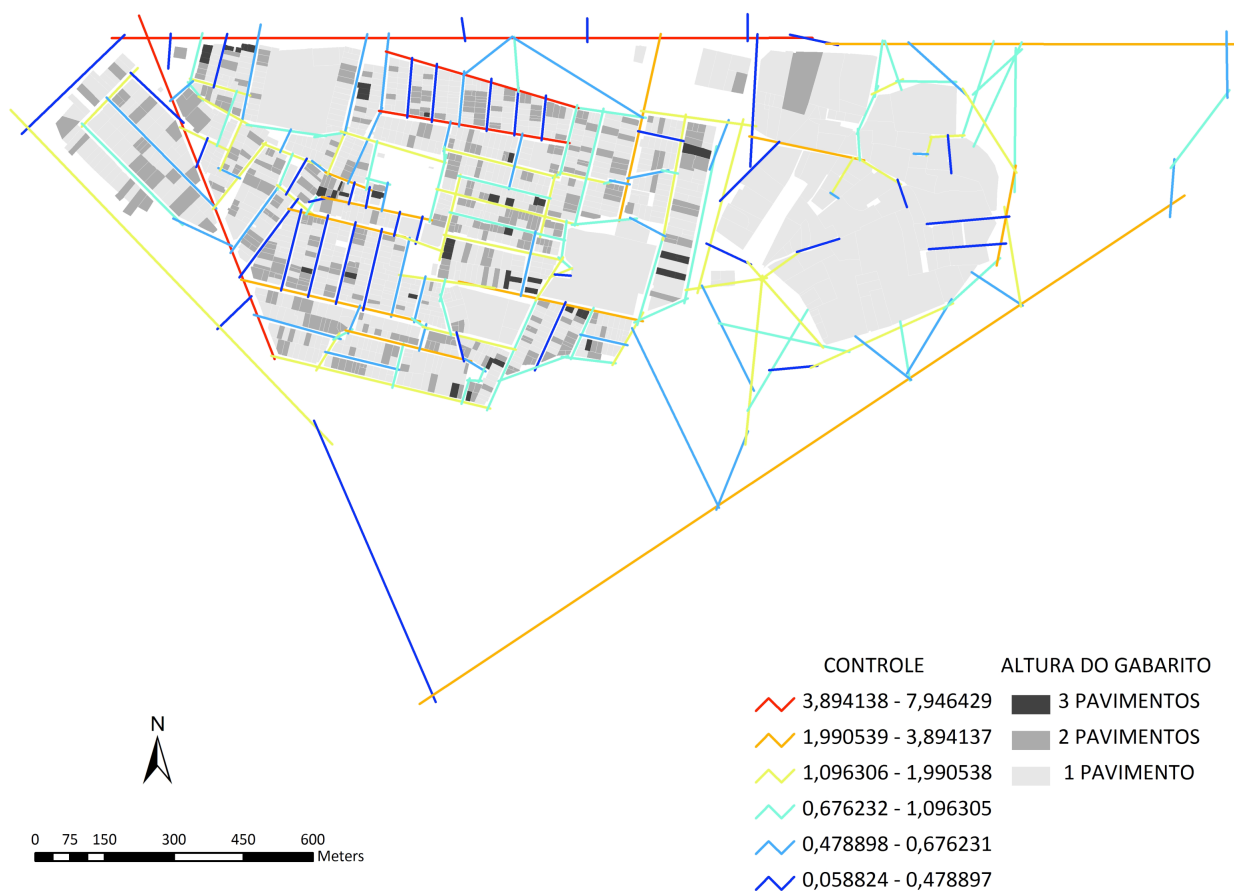 CONTROLE ALTURA DO GABARITO
3,894138 - 7,946429 3 PAVIMENTOS
1,990539 - 3,894137 2 PAVIMENTOS
1,096306 - 1,990538 1 PAVIMENTO
0,676232 - 1,096305
0,478898 - 0,676231
0,058824 - 0,478897
N
0 75 150 300 450 600
Meters